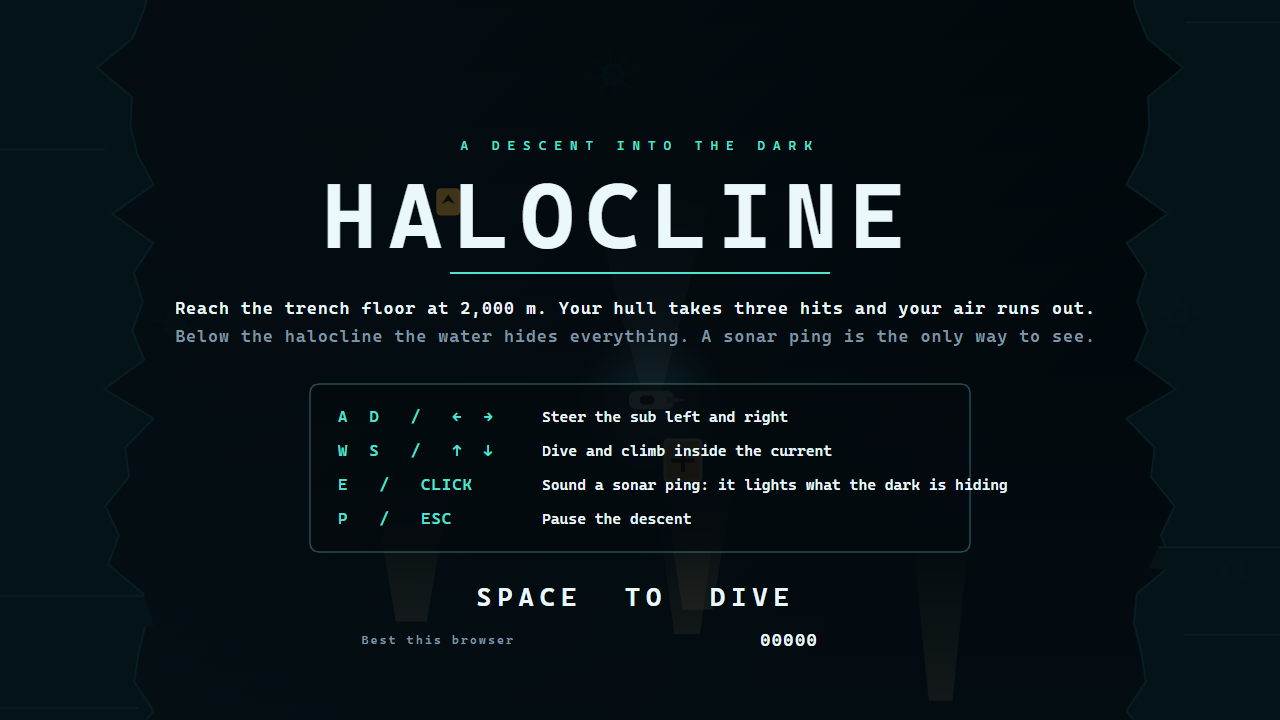 A DESCENT INTO THE DARK
HALOCLINE
Reach the trench floor at 2,000 m. Your hull takes three hits and your air runs out.
Below the halocline the water hides everything. A sonar ping is the only way to see.
A D / ← → Steer the sub left and right
W S / ↑ ↓ Dive and climb inside the current
E / CLICK Sound a sonar ping: it lights what the dark is hiding
P / ESC Pause the descent
SPACE TO DIVE
Best this browser 00000